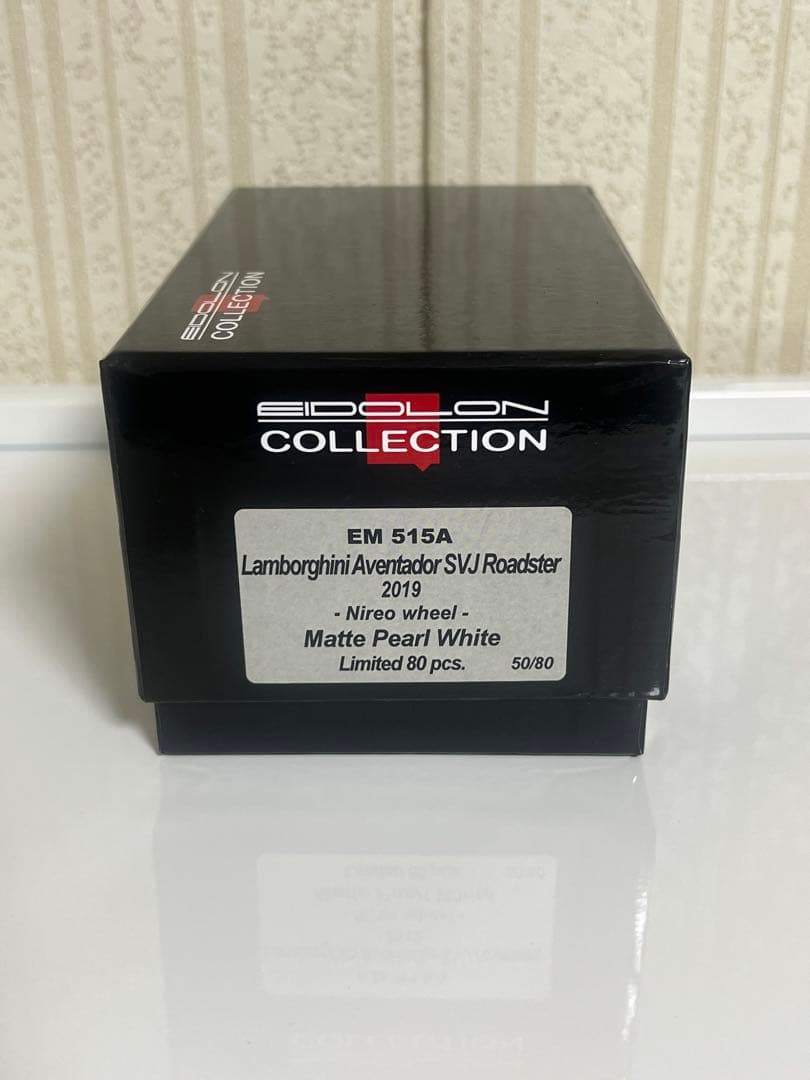 EIDOLON
COLLECTION
EIDOLON
COLLECTION
EM 515A
Lamborghini Aventador SVJ Roadster
2019
- Nireo wheel -
Matte Pearl White
Limited 80 pcs. 50/80